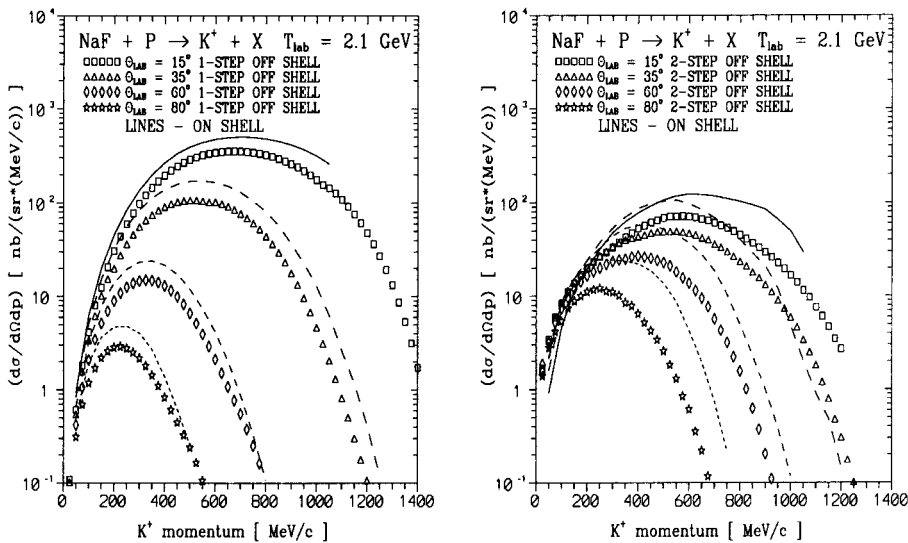 NaF + P → K⁺ + X T_lab = 2.1 GeV
□□□□□ Θ_LAB = 15° 1-STEP OFF SHELL
△△△△△ Θ_LAB = 35° 1-STEP OFF SHELL
◇◇◇◇◇ Θ_LAB = 60° 1-STEP OFF SHELL
☆☆☆☆☆ Θ_LAB = 80° 1-STEP OFF SHELL
LINES - ON SHELL
(dσ/dΩdp) [ nb/(sr*(MeV/c)) ]
10⁴
10³
10²
10
1
10⁻¹
0 200 400 600 800 1000 1200 1400
K⁺ momentum [ MeV/c ]
NaF + P → K⁺ + X T_lab = 2.1 GeV
□□□□□ Θ_LAB = 15° 2-STEP OFF SHELL
△△△△△ Θ_LAB = 35° 2-STEP OFF SHELL
◇◇◇◇◇ Θ_LAB = 60° 2-STEP OFF SHELL
☆☆☆☆☆ Θ_LAB = 80° 2-STEP OFF SHELL
LINES - ON SHELL
(dσ/dΩdp) [ nb/(sr*(MeV/c)) ]
10⁴
10³
10²
10
1
10⁻¹
0 200 400 600 800 1000 1200 1400
K⁺ momentum [ MeV/c ]